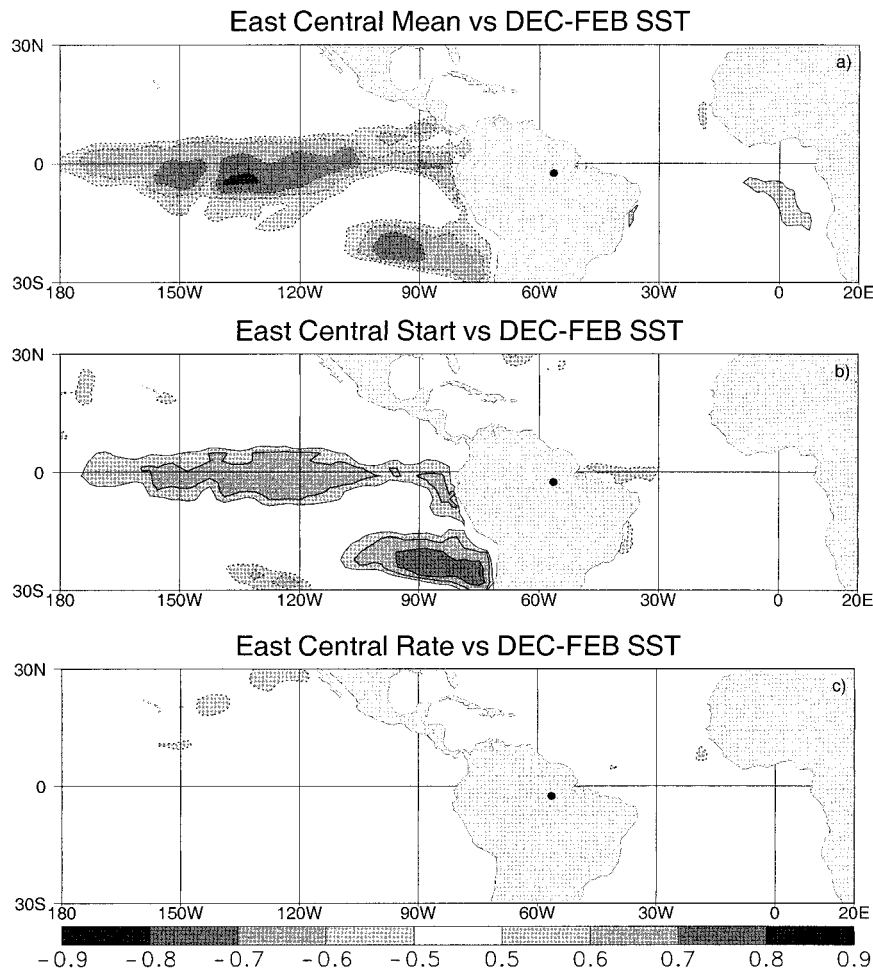 East Central Mean vs DEC-FEB SST
30N
a)
0
30S
180 150W 120W 90W 60W 30W 0 20E
East Central Start vs DEC-FEB SST
30N
b)
0
30S
180 150W 120W 90W 60W 30W 0 20E
East Central Rate vs DEC-FEB SST
30N
c)
0
30S
180 150W 120W 90W 60W 30W 0 20E
-0.9 -0.8 -0.7 -0.6 -0.5 0.5 0.6 0.7 0.8 0.9